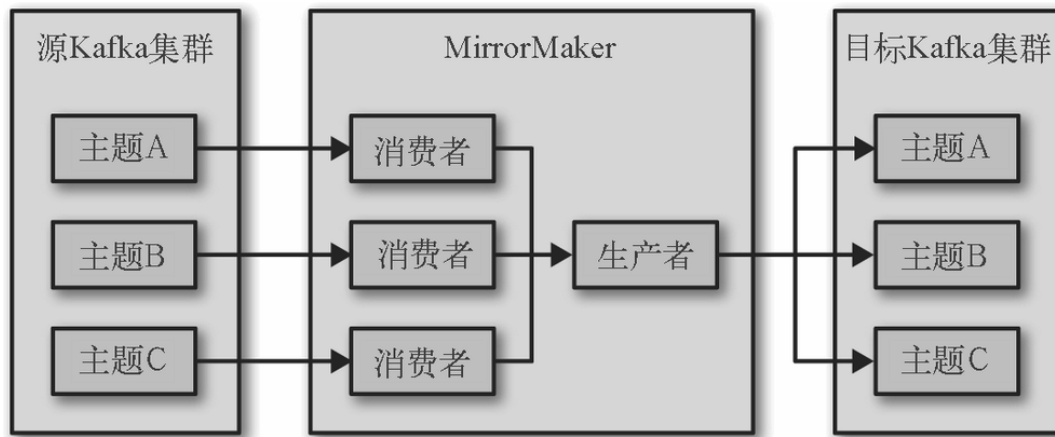 源Kafka集群
MirrorMaker
目标Kafka集群
主题A
消费者
主题A
主题B
消费者
生产者
主题B
主题C
消费者
主题C